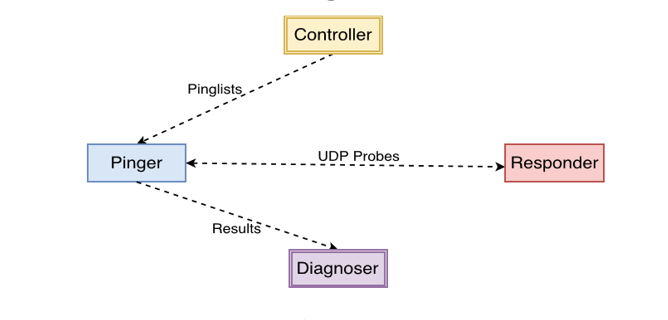 Controller
Pinglists
UDP Probes
Pinger
Responder
Results
Diagnoser